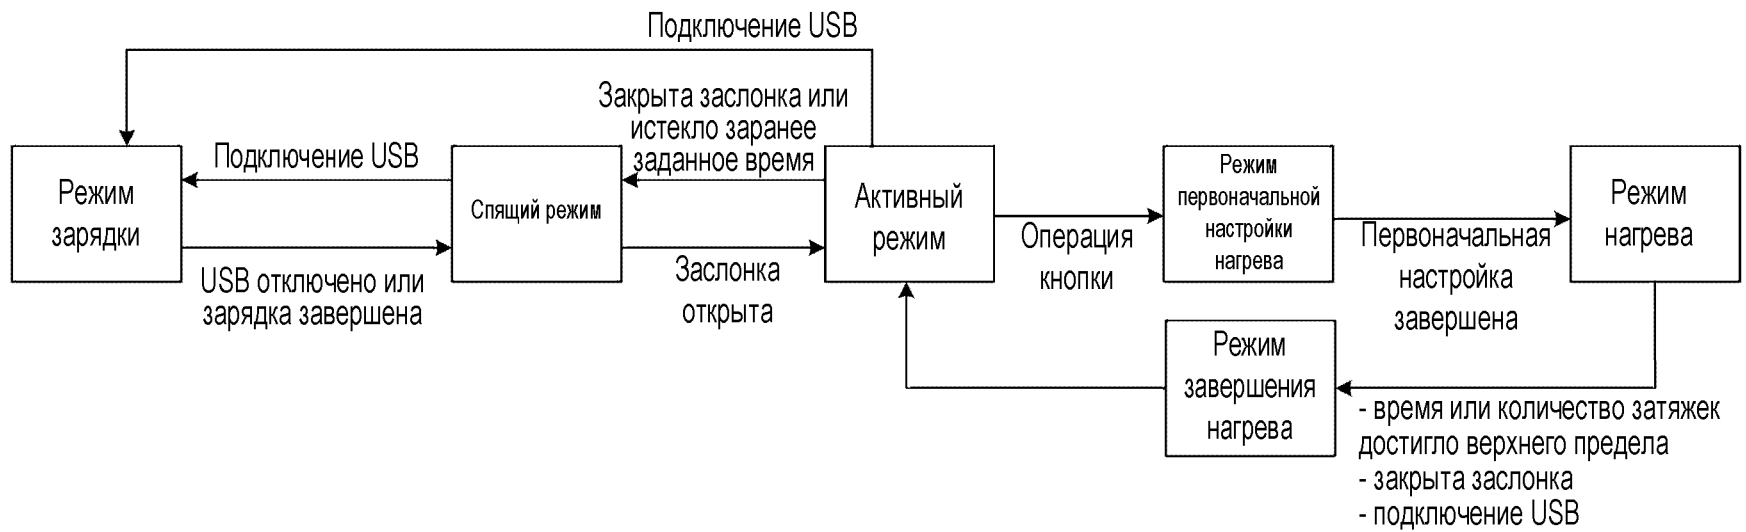 Подключение USB
Закрыта заслонка или
истекло заранее
заданное время
Подключение USB
Режим
зарядки
Спящий режим
Активный
режим
Режим
первоначальной
настройки
нагрева
Режим
нагрева
USB отключено или
зарядка завершена
Заслонка
открыта
Операция
кнопки
Первоначальная
настройка
завершена
Режим
завершения
нагрева
- время или количество затяжек
достигло верхнего предела
- закрыта заслонка
- подключение USB